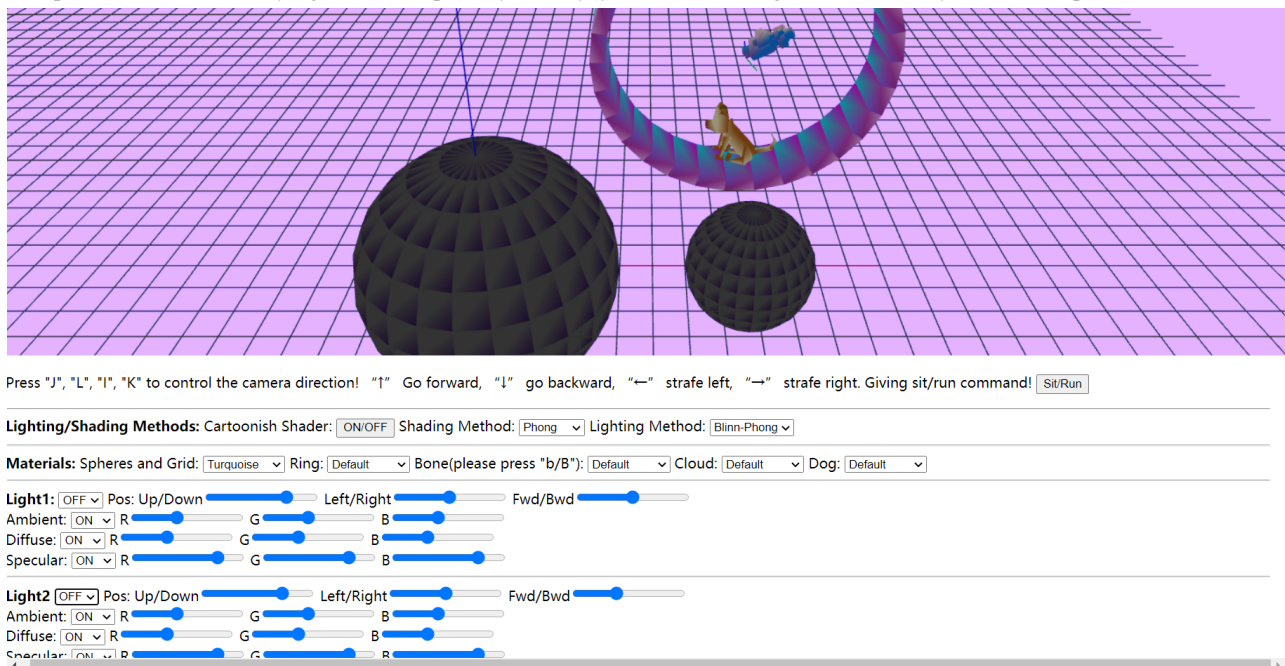 Press "J", "L", "I", "K" to control the camera direction! “↑” Go forward, “↓” go backward, “←” strafe left, “→” strafe right. Giving sit/run command! Sit/Run
Lighting/Shading Methods: Cartoonish Shader: ON/OFF Shading Method: Phong Lighting Method: Blinn-Phong
Materials: Spheres and Grid: Turquoise Ring: Default Bone(please press "b/B"): Default Cloud: Default Dog: Default
Light1: OFF Pos: Up/Down Left/Right Fwd/Bwd
Ambient: ON R G B
Diffuse: ON R G B
Specular: ON R G B
Light2 OFF Pos: Up/Down Left/Right Fwd/Bwd
Ambient: ON R G B
Diffuse: ON R G B
Specular: ON R G B